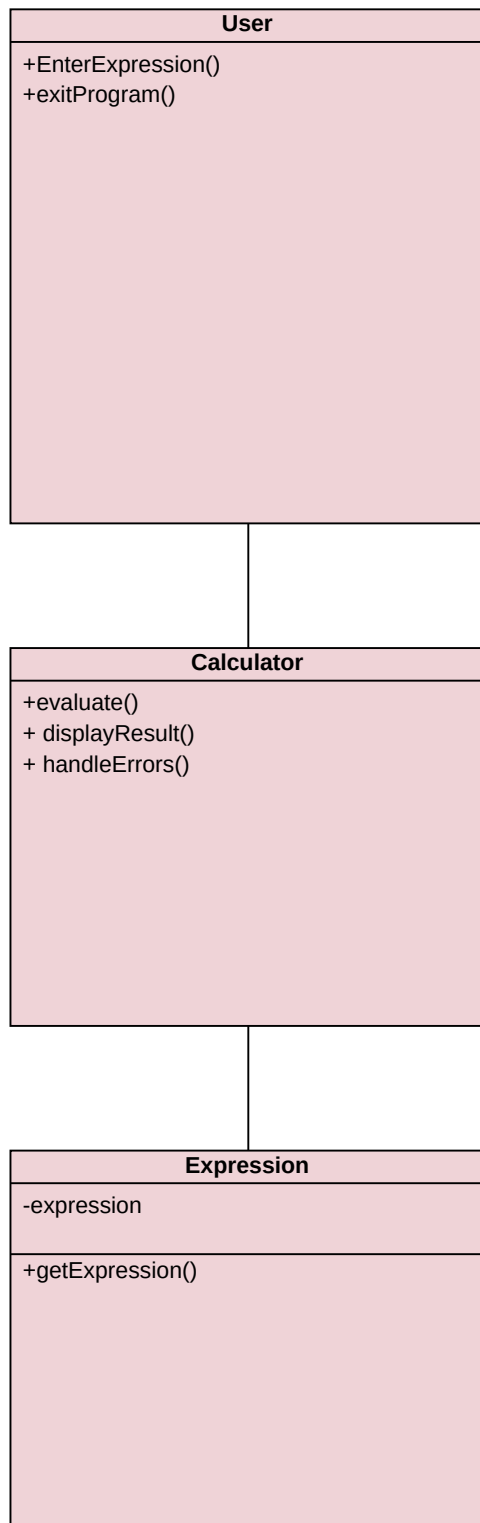 User
+EnterExpression()
+exitProgram()
Calculator
+evaluate()
+ displayResult()
+ handleErrors()
Expression
-expression
+getExpression()